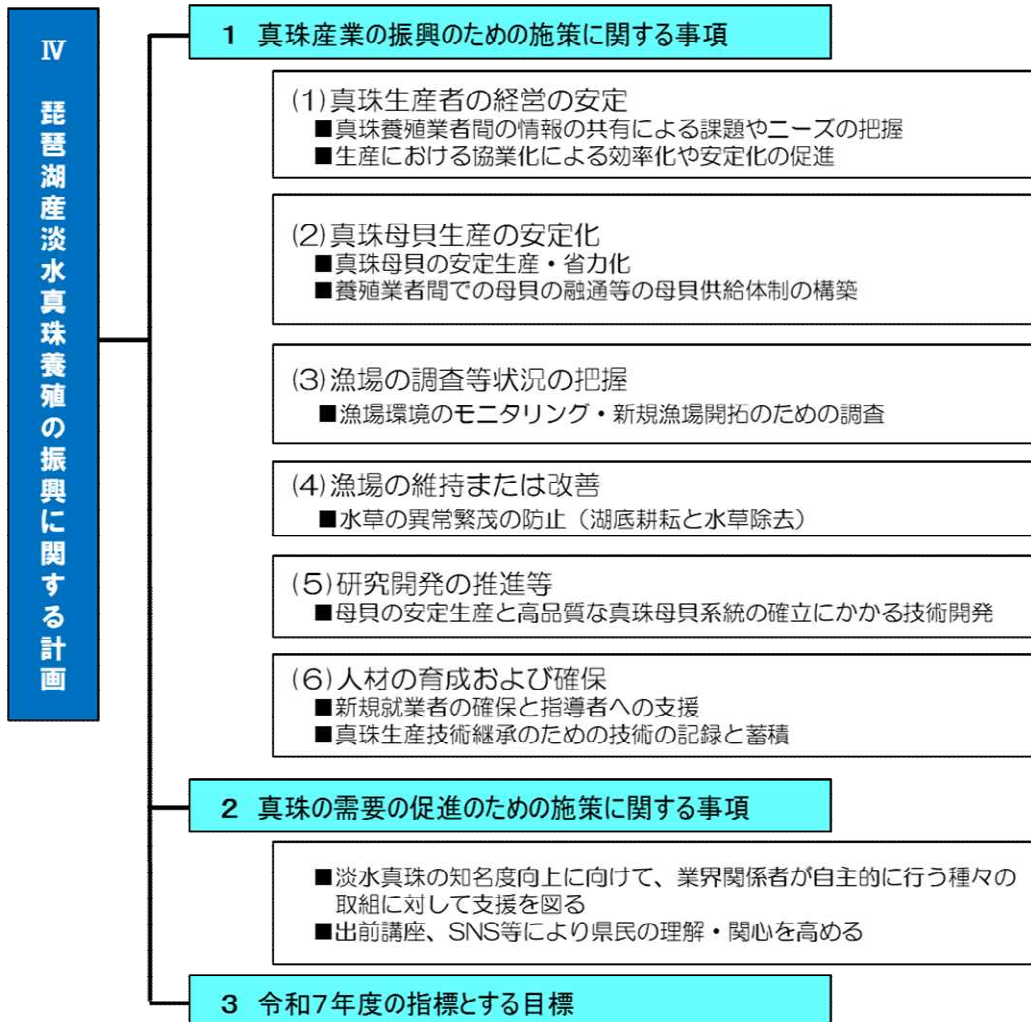 Ⅳ 琵琶湖産淡水真珠養殖の振興に関する計画
1 真珠産業の振興のための施策に関する事項
(1)真珠生産者の経営の安定
■真珠養殖業者間の情報の共有による課題やニーズの把握
■生産における協業化による効率化や安定化の促進
(2)真珠母貝生産の安定化
■真珠母貝の安定生産・省力化
■養殖業者間での母貝の融通等の母貝供給体制の構築
(3)漁場の調査等状況の把握
■漁場環境のモニタリング・新規漁場開拓のための調査
(4)漁場の維持または改善
■水草の異常繁茂の防止（湖底耕耘と水草除去）
(5)研究開発の推進等
■母貝の安定生産と高品質な真珠母貝系統の確立にかかる技術開発
(6)人材の育成および確保
■新規就業者の確保と指導者への支援
■真珠生産技術継承のための技術の記録と蓄積
2 真珠の需要の促進のための施策に関する事項
■淡水真珠の知名度向上に向けて、業界関係者が自主的に行う種々の
取組に対して支援を図る
■出前講座、SNS等により県民の理解・関心を高める
3 令和7年度の指標とする目標